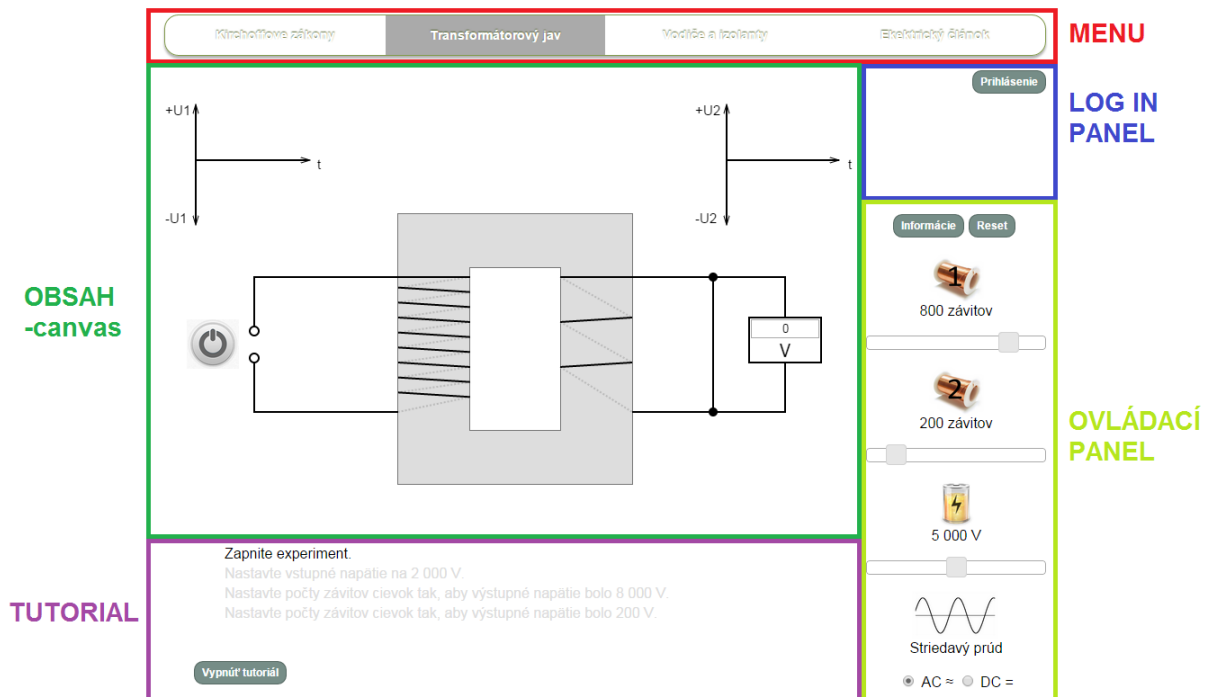 Kirchoffove zákony
Transformátorový jav
Vodiče a izolanty
Elektrický článok
MENU
Prihlásenie
LOG IN
PANEL
+U1
t
-U1
+U2
t
-U2
OBSAH
-canvas
0
V
Informácie
Reset
1
800 závitov
2
200 závitov
5 000 V
Striedavý prúd
AC ≈
DC =
OVLÁDACÍ
PANEL
TUTORIAL
Zapnite experiment.
Nastavte vstupné napätie na 2 000 V.
Nastavte počty závitov cievok tak, aby výstupné napätie bolo 8 000 V.
Nastavte počty závitov cievok tak, aby výstupné napätie bolo 200 V.
Vypnúť tutoriál